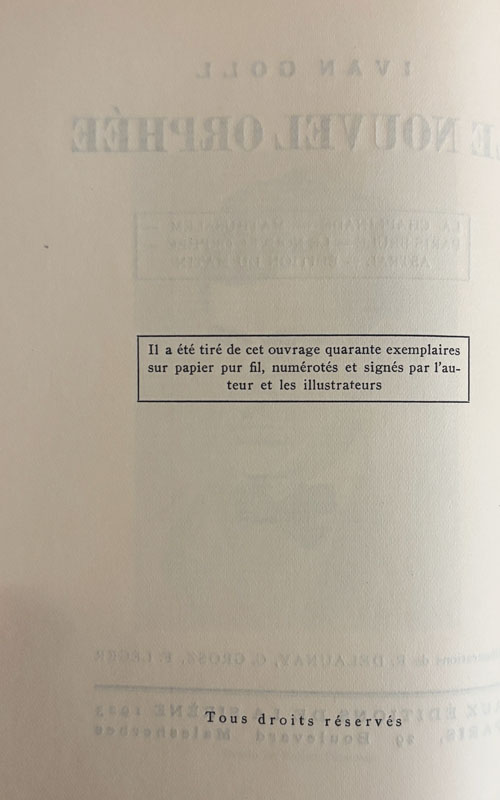 Il a été tiré de cet ouvrage quarante exemplaires
sur papier pur fil, numérotés et signés par l'au-
teur et les illustrateurs
Tous droits réservés